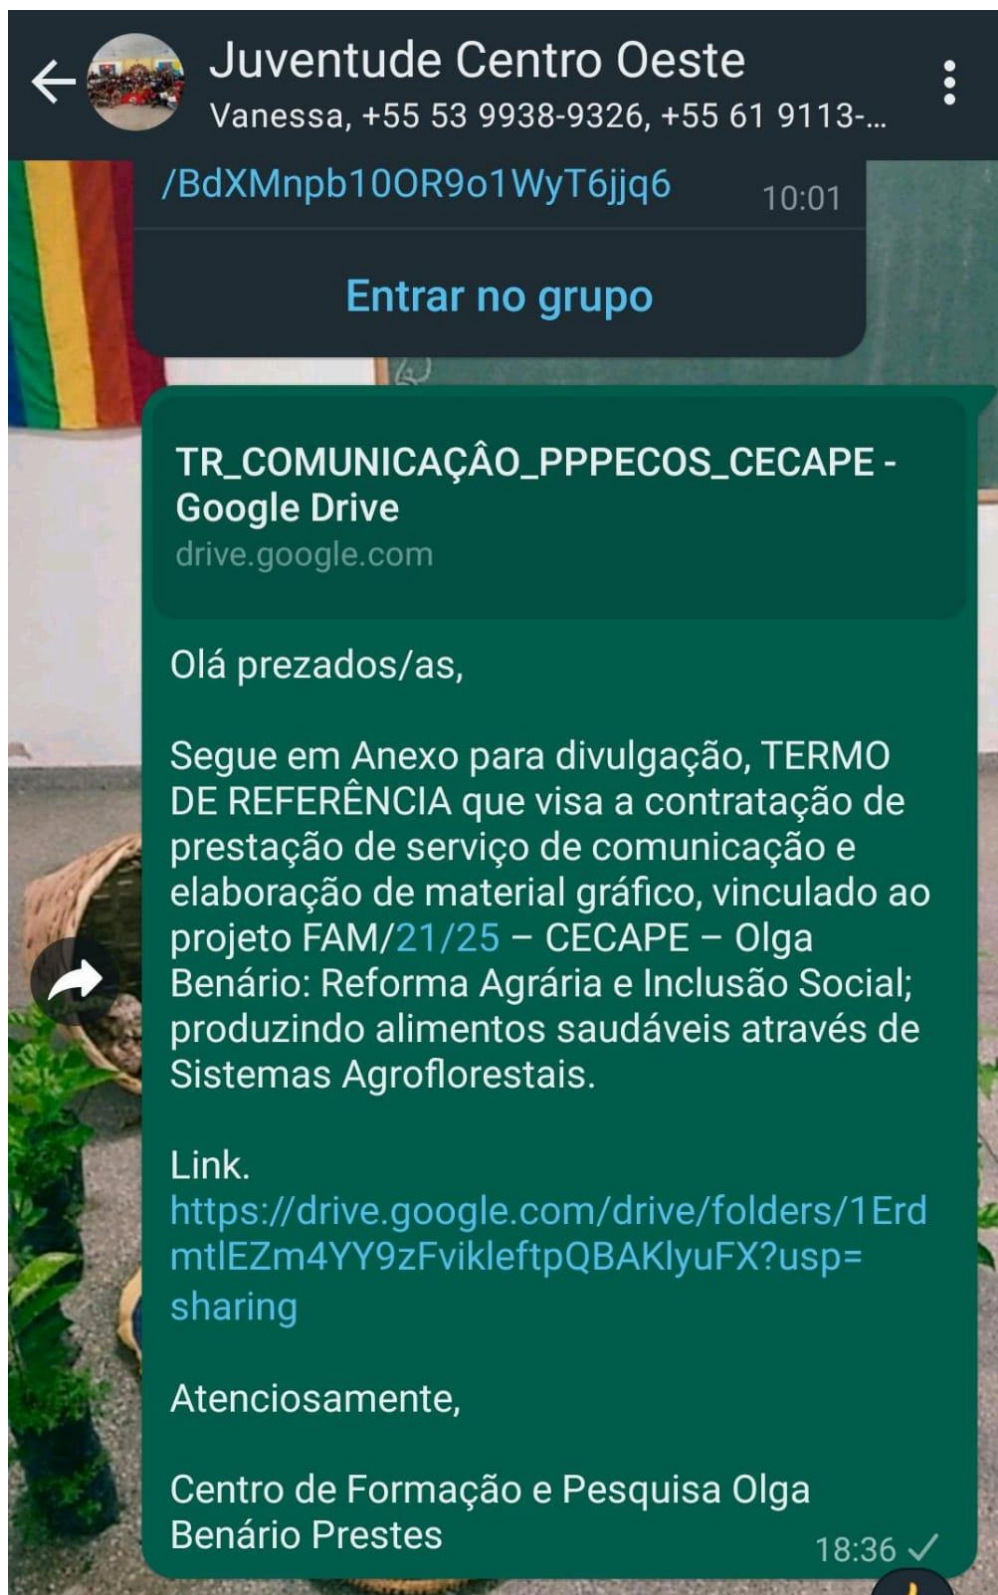 Juventude Centro Oeste
Vanessa, +55 53 9938-9326, +55 61 9113-...
/BdXMnpb10OR9o1WyT6jjq6
10:01
Entrar no grupo
TR_COMUNICAÇÂO_PPPECOS_CECAPE -
Google Drive
drive.google.com
Olá prezados/as,
Segue em Anexo para divulgação, TERMO
DE REFERÊNCIA que visa a contratação de
prestação de serviço de comunicação e
elaboração de material gráfico, vinculado ao
projeto FAM/21/25 – CECAPE – Olga
Benário: Reforma Agrária e Inclusão Social;
produzindo alimentos saudáveis através de
Sistemas Agroflorestais.
Link.
https://drive.google.com/drive/folders/1Erd
mtlEZm4YY9zFvikleftpQBAKlyuFX?usp=
sharing
Atenciosamente,
Centro de Formação e Pesquisa Olga
Benário Prestes
18:36